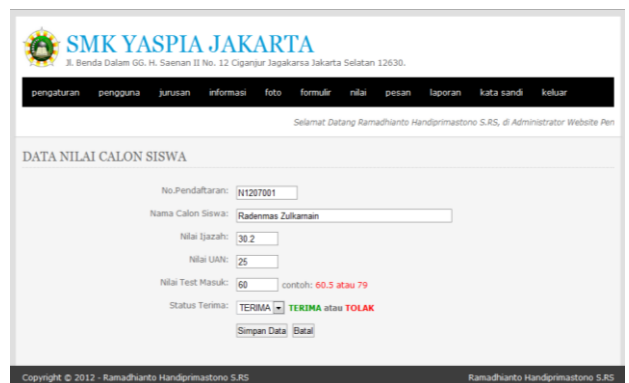 SMK YASPIA JAKARTA
Jl. Benda Dalam GG. H. Saenan II No. 12 Ciganjur Jagakarsa Jakarta Selatan 12630.
pengaturan pengguna jurusan informasi foto formulir nilai pesan laporan kata sandi keluar
Selamat Datang Ramadhianto Handiprimastono S.RS, di Administrator Website Pen
DATA NILAI CALON SISWA
No.Pendaftaran: N1207001
Nama Calon Siswa: Radenmas Zulkarnain
Nilai Ijazah: 30.2
Nilai UAN: 25
Nilai Test Masuk: 60 contoh: 60.5 atau 79
Status Terima: TERIMA TERIMA atau TOLAK
Simpan Data Batal
Copyright © 2012 - Ramadhianto Handiprimastono S.RS Ramadhianto Handiprimastono S.RS